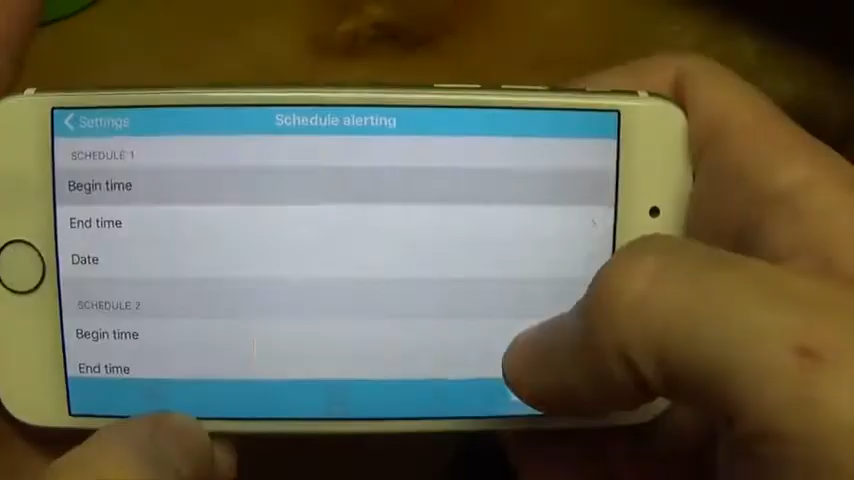 Settings
Schedule alerting
SCHEDULE 1
Begin time
End time
Date
SCHEDULE 2
Begin time
End time